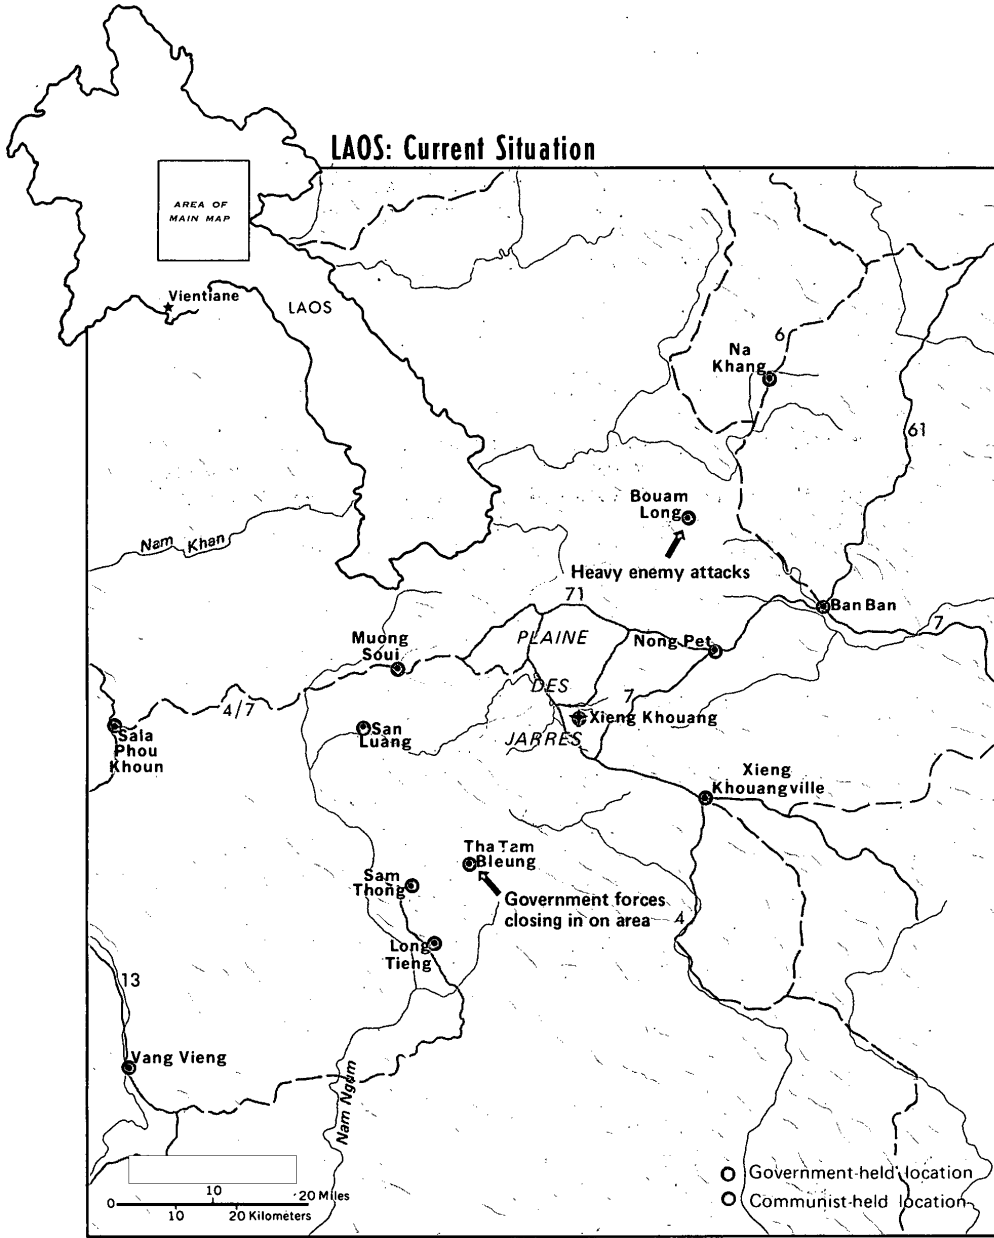 LAOS: Current Situation
AREA OF
MAIN MAP
Vientiane
LAOS
6
Na
Khang
61
Bouam
Long
Nam Khan
Heavy enemy attacks
71
Ban Ban
7
PLAINE
Muong
Soui
Nong Pet
DES
7
4/7
Xieng Khouang
Sala
Phou
Khoun
San
Luang
JARRES
Xieng
Khouangville
Tha Tam
Bleung
Sam
Thong
Government forces
closing in on area
4
Long
Tieng
13
Vang Vieng
Nam Ngum
Government-held location
Communist-held location
10 20 Miles
0
10 20 Kilometers